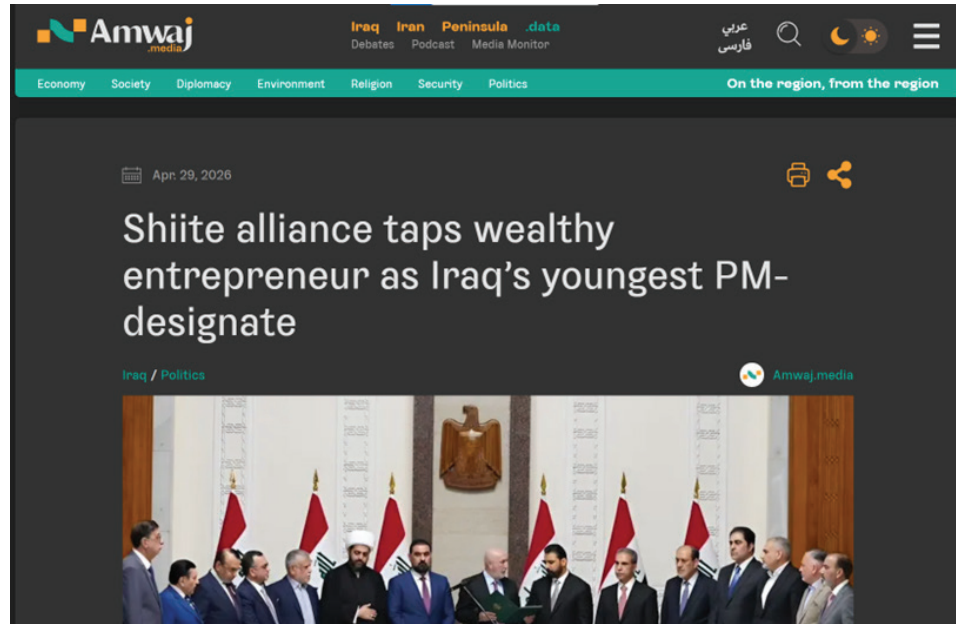 Amwaj
.media
Iraq Iran Peninsula .data
Debates Podcast Media Monitor
عربي
فارسی
Economy Society Diplomacy Environment Religion Security Politics
On the region, from the region
Apr. 29, 2026
Shiite alliance taps wealthy
entrepreneur as Iraq’s youngest PM-
designate
Iraq / Politics
Amwaj.media